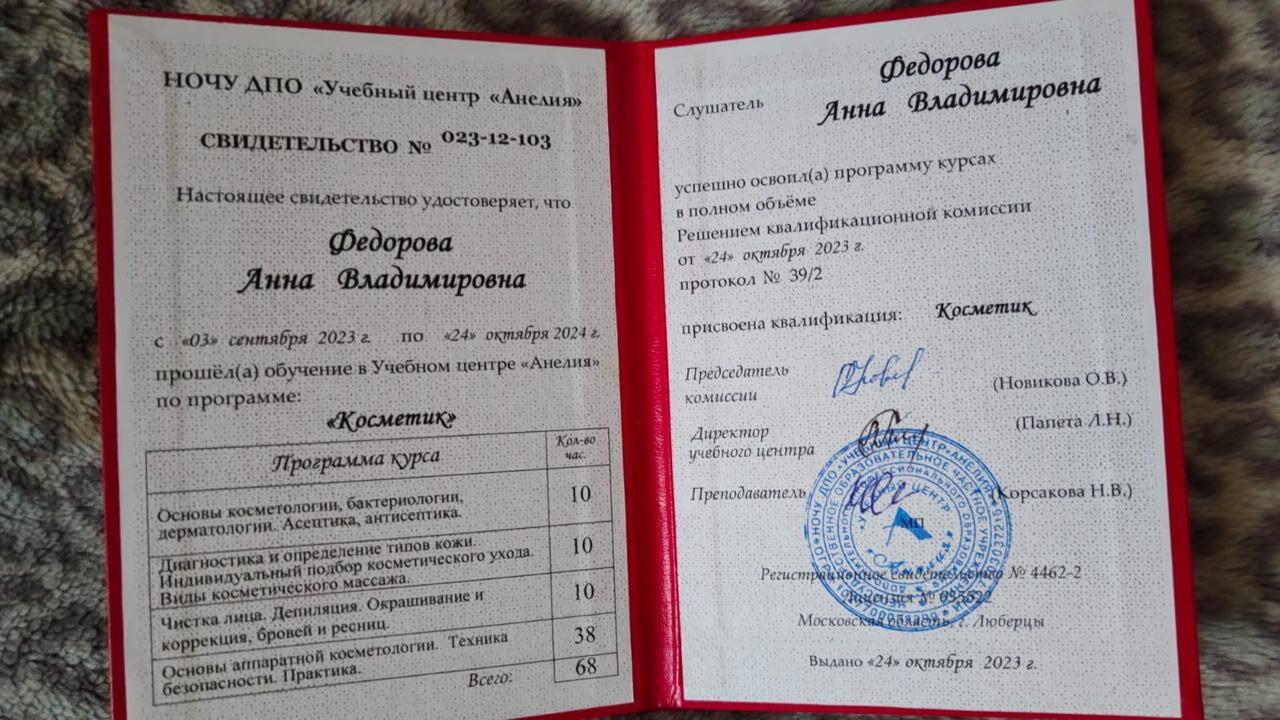 НОЧУ ДПО «Учебный центр «Анелия»
СВИДЕТЕЛЬСТВО № 023-12-103
Настоящее свидетельство удостоверяет, что
Федорова
Анна Владимировна
с «03» сентября 2023 г. по «24» октября 2024 г.
прошёл(а) обучение в Учебном центре «Анелия»
по программе:
«Косметик»
Программа курса Кол-во час.
Основы косметологии, бактериологии,
дерматологии. Асептика, антисептика. 10
Диагностика и определение типов кожи.
Индивидуальный подбор косметического ухода. 10
Виды косметического массажа.
Чистка лица. Депиляция. Окрашивание и 10
коррекция, бровей и ресниц.
Основы аппаратной косметологии. Техника 38
безопасности. Практика.
Всего: 68
Слушатель Федорова
Анна Владимировна
успешно освоил(а) программу курсах
в полном объёме
Решением квалификационной комиссии
от «24» октября 2023 г.
протокол № 39/2
присвоена квалификация: Косметик
Председатель
комиссии (Новикова О.В.)
Директор (Папета Л.Н.)
учебного центра
Преподаватель (Корсакова Н.В.)
МП
Регистрационное свидетельство № 4462-2
Лицензия №
Московская область, г. Люберцы
Выдано «24» октября 2023 г.